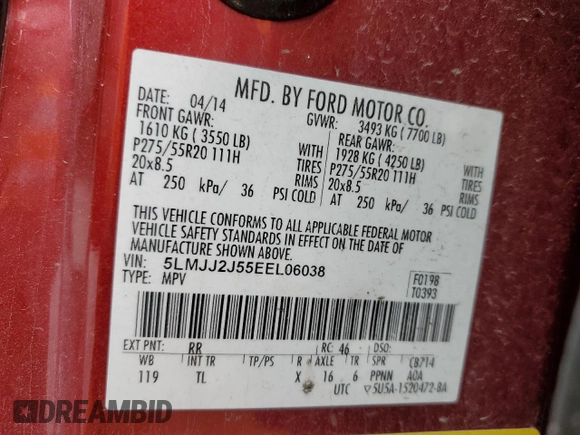 MFD. BY FORD MOTOR CO.
DATE: 04/14 GVWR: 3493 KG ( 7700 LB)
FRONT GAWR: REAR GAWR:
1610 KG ( 3550 LB) WITH 1928 KG ( 4250 LB) WITH
P275/55R20 111H TIRES P275/55R20 111H TIRES
20x8.5 RIMS 20x8.5 RIMS
AT 250 kPa/ 36 PSI COLD AT 250 kPa/ 36 PSI COLD
THIS VEHICLE CONFORMS TO ALL APPLICABLE FEDERAL MOTOR
VEHICLE SAFETY STANDARDS IN EFFECT ON THE DATE OF
MANUFACTURE SHOWN ABOVE.
VIN: 5LMJJ2J55EEL06038
TYPE: MPV
F0198
T0393
EXT PNT: RR RC: 46 DSO:
WB INT TR TP/PS R AXLE TR SPR CB714
119 TL X 16 6 PPNN AOA
UTC ▽5U5A-1520472-BA
DREAMBID